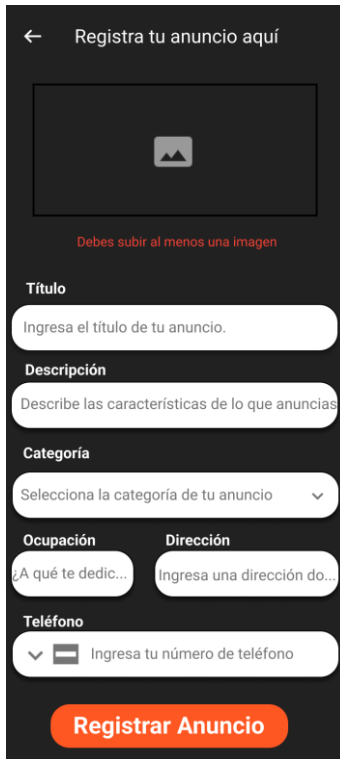 Registra tu anuncio aquí
Debes subir al menos una imagen
Título
Ingresa el título de tu anuncio.
Descripción
Describe las características de lo que anuncias
Categoría
Selecciona la categoría de tu anuncio
Ocupación Dirección
¿A qué te dedic... Ingresa una dirección do...
Teléfono
Ingresa tu número de teléfono
Registrar Anuncio